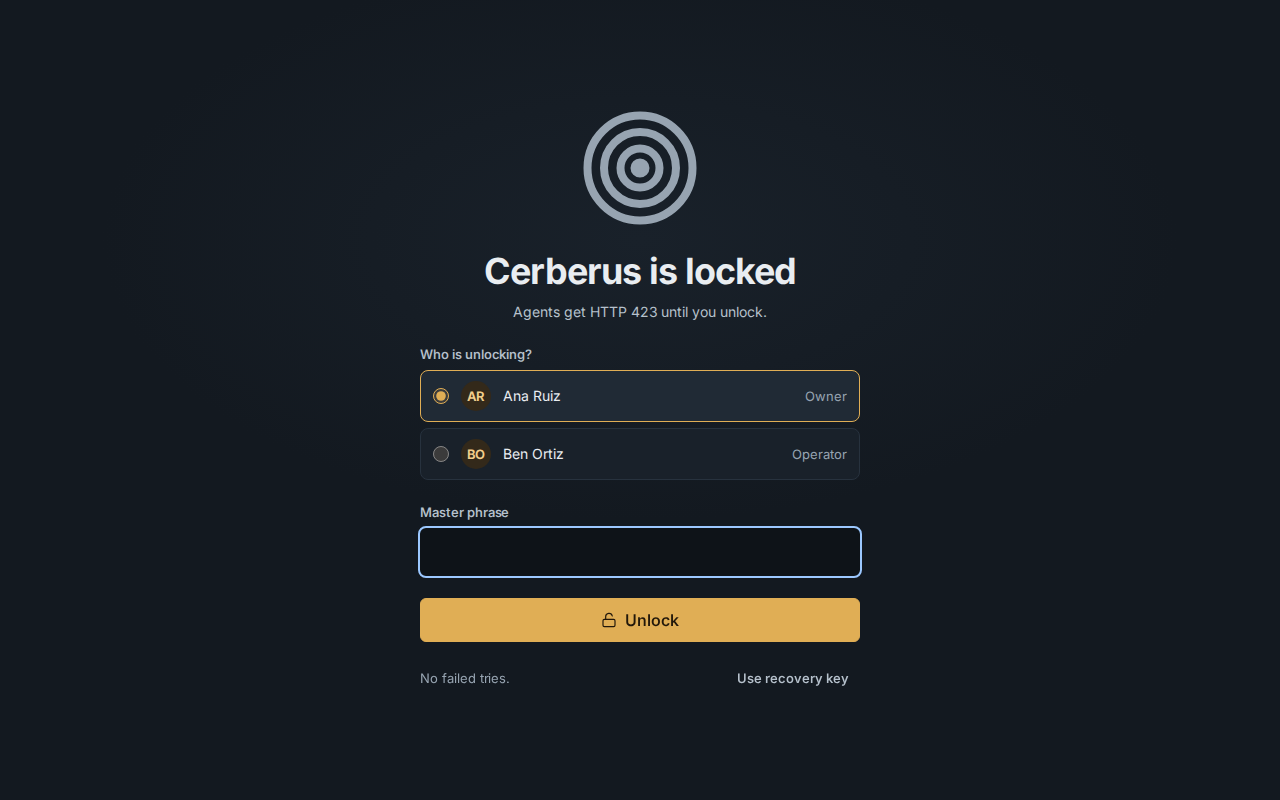 Cerberus is locked
Agents get HTTP 423 until you unlock.
Who is unlocking?
AR Ana Ruiz Owner
BO Ben Ortiz Operator
Master phrase
Unlock
No failed tries. Use recovery key